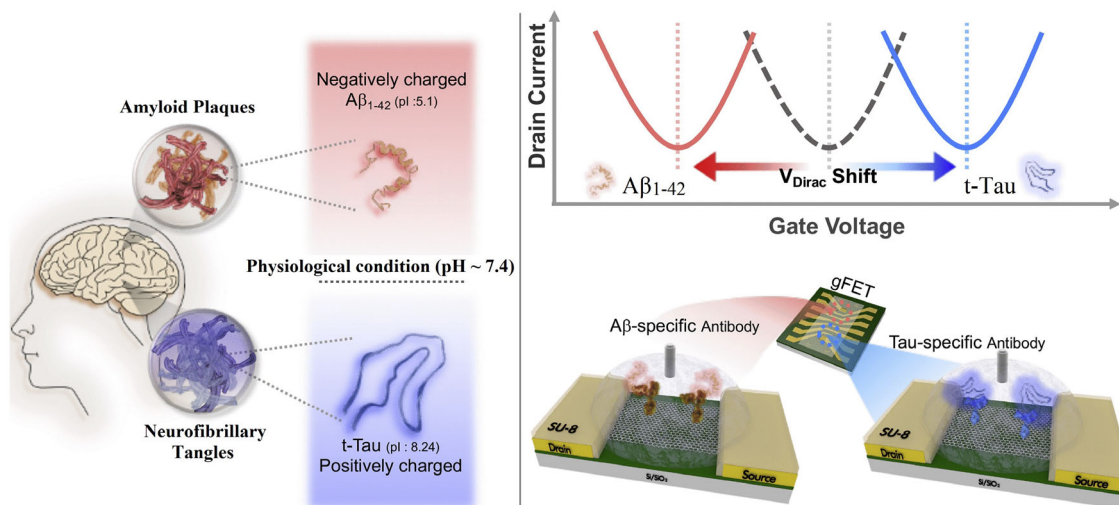 Amyloid Plaques
Negatively charged
Aβ1-42 (pI :5.1)
Physiological condition (pH ~ 7.4)
Neurofibrillary
Tangles
t-Tau (pI : 8.24)
Positively charged
Drain Current
Aβ1-42
VDirac Shift
t-Tau
Gate Voltage
gFET
Aβ-specific Antibody
Tau-specific Antibody
SU-8
Drain
Si/SiO₂
Source
SU-8
Drain
Si/SiO₂
Source